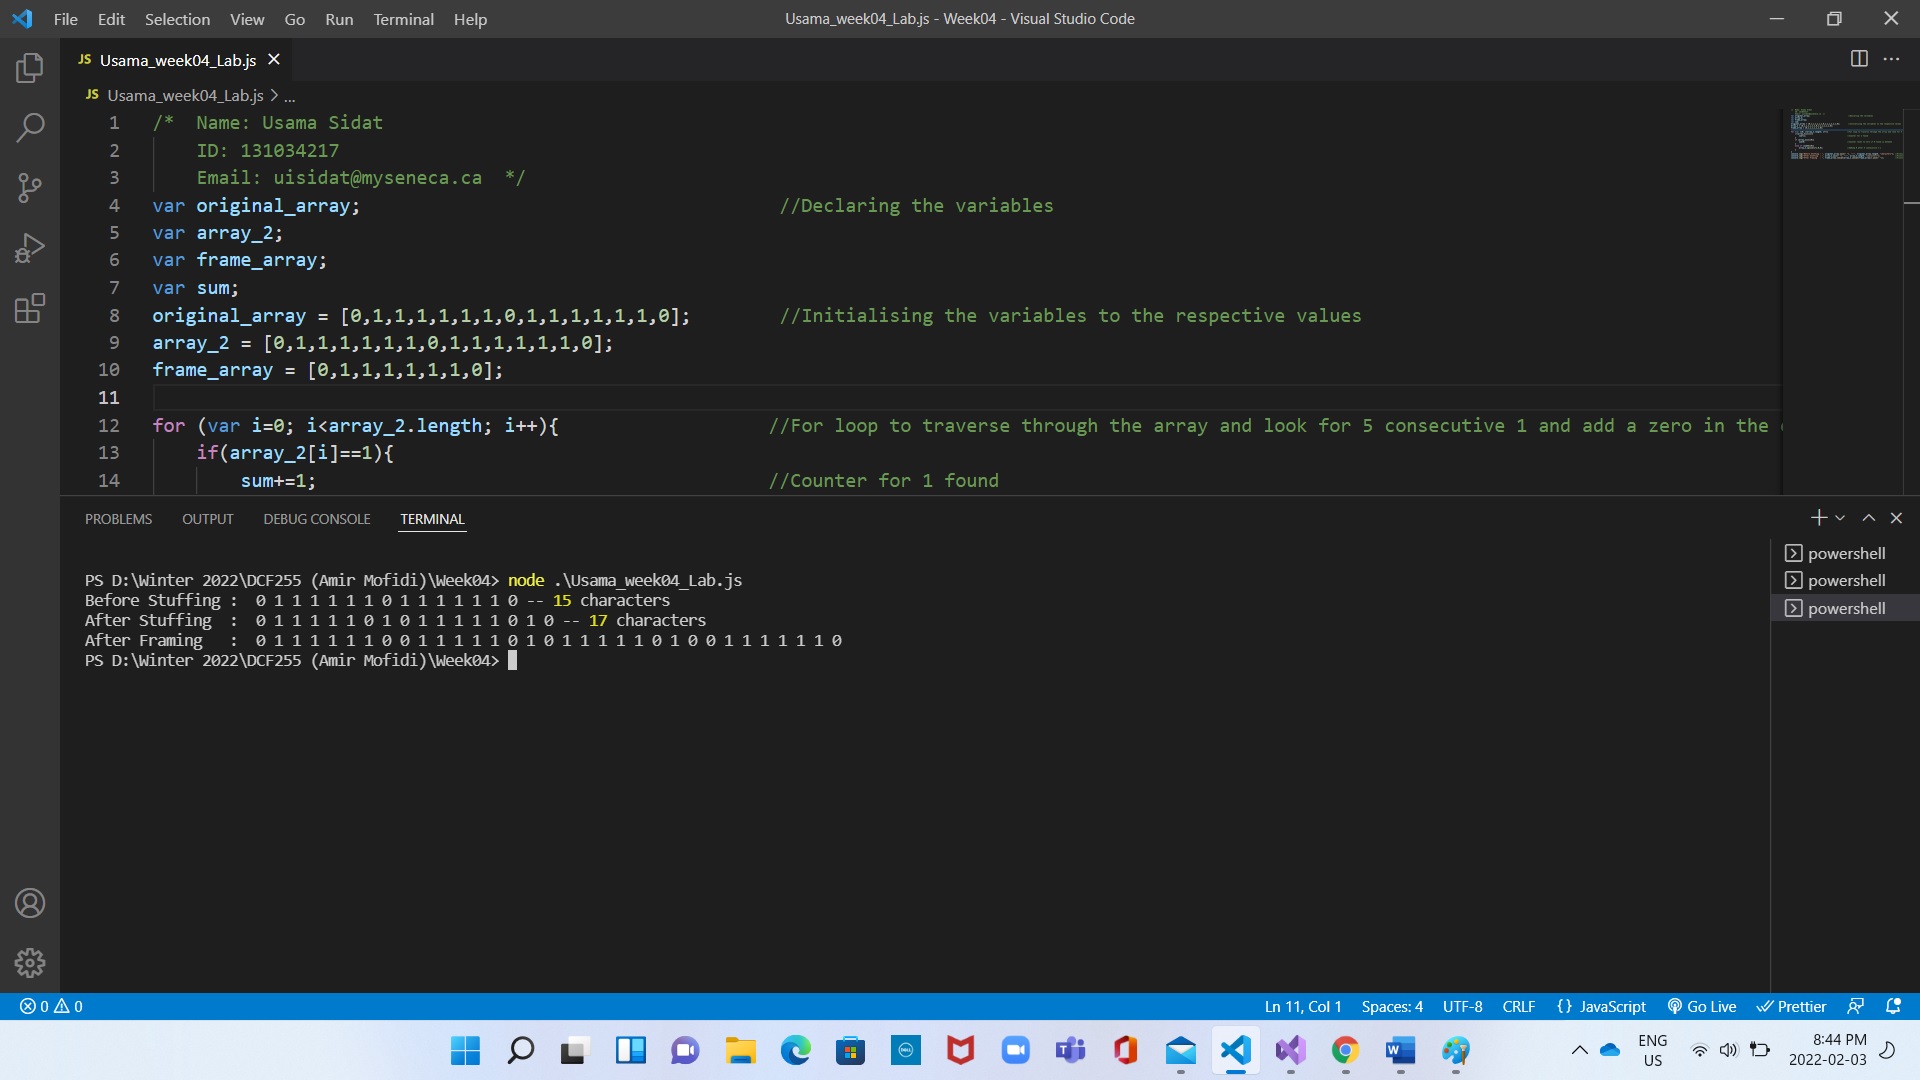 File Edit Selection View Go Run Terminal Help
Usama_week04_Lab.js - Week04 - Visual Studio Code
JS Usama_week04_Lab.js
JS Usama_week04_Lab.js > ...
1 /*  Name: Usama Sidat
2 ID: 131034217
3 Email: uisidat@myseneca.ca  */
4 var original_array; //Declaring the variables
5 var array_2;
6 var frame_array;
7 var sum;
8 original_array = [0,1,1,1,1,1,1,0,1,1,1,1,1,1,0]; //Initialising the variables to the respective values
9 array_2 = [0,1,1,1,1,1,1,0,1,1,1,1,1,1,0];
10 frame_array = [0,1,1,1,1,1,1,0];
11
12 for (var i=0; i<array_2.length; i++){ //For loop to traverse through the array and look for 5 consecutive 1 and add a zero in the
13 if(array_2[i]==1){
14 sum+=1; //Counter for 1 found
PROBLEMS OUTPUT DEBUG CONSOLE TERMINAL
powershell
powershell
powershell
PS D:\Winter 2022\DCF255 (Amir Mofidi)\Week04> node .\Usama_week04_Lab.js
Before Stuffing :  0 1 1 1 1 1 1 0 1 1 1 1 1 1 0 -- 15 characters
After Stuffing  :  0 1 1 1 1 1 0 1 0 1 1 1 1 1 0 1 0 -- 17 characters
After Framing   :  0 1 1 1 1 1 1 0 0 1 1 1 1 1 0 1 0 1 1 1 1 1 0 1 0 0 1 1 1 1 1 1 0
PS D:\Winter 2022\DCF255 (Amir Mofidi)\Week04>
0 0
Ln 11, Col 1 Spaces: 4 UTF-8 CRLF {} JavaScript Go Live Prettier
DELL
W
ENG
US
8:44 PM
2022-02-03